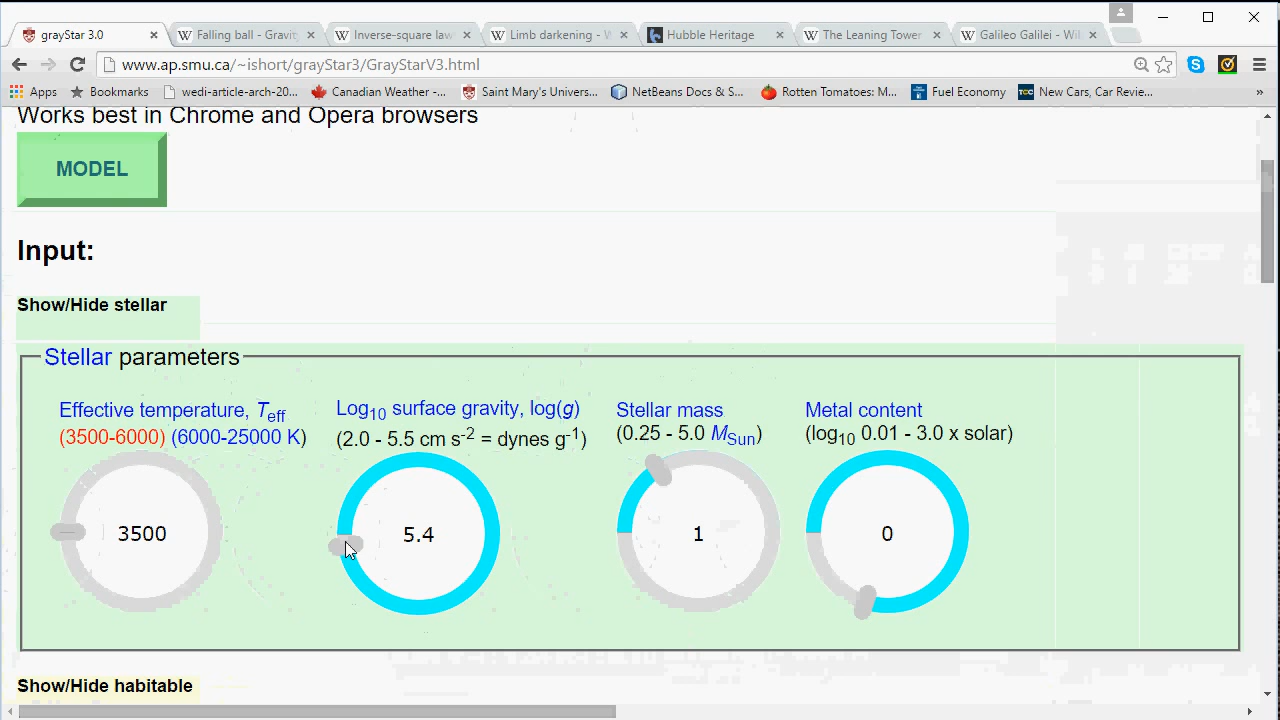 grayStar 3.0
Falling ball - Gravit
Inverse-square law
Limb darkening - W
Hubble Heritage
The Leaning Tower
Galileo Galilei - Wi
www.ap.smu.ca/~ishort/grayStar3/GrayStarV3.html
Apps
Bookmarks
wedi-article-arch-20...
Canadian Weather - ...
Saint Mary's Univers...
NetBeans Docs & S...
Rotten Tomatoes: M...
Fuel Economy
TCC
New Cars, Car Revie...
»
Works best in Chrome and Opera browsers
MODEL
Input:
Show/Hide stellar
Stellar parameters
Effective temperature, Teff
(3500-6000) (6000-25000 K)
3500
Log10 surface gravity, log(g)
(2.0 - 5.5 cm s-2 = dynes g-1)
5.4
Stellar mass
(0.25 - 5.0 MSun)
1
Metal content
(log10 0.01 - 3.0 x solar)
0
Show/Hide habitable